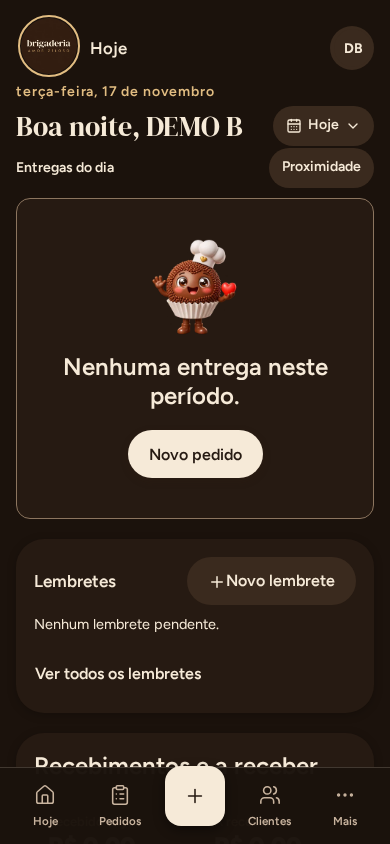 brigaderia
Hoje
DB
terça-feira, 17 de novembro
Boa noite, DEMO B
Hoje
Entregas do dia
Proximidade
Nenhuma entrega neste
período.
Novo pedido
Lembretes
+ Novo lembrete
Nenhum lembrete pendente.
Ver todos os lembretes
Recebimentos e a receber
Hoje
Pedidos
+
Clientes
Mais